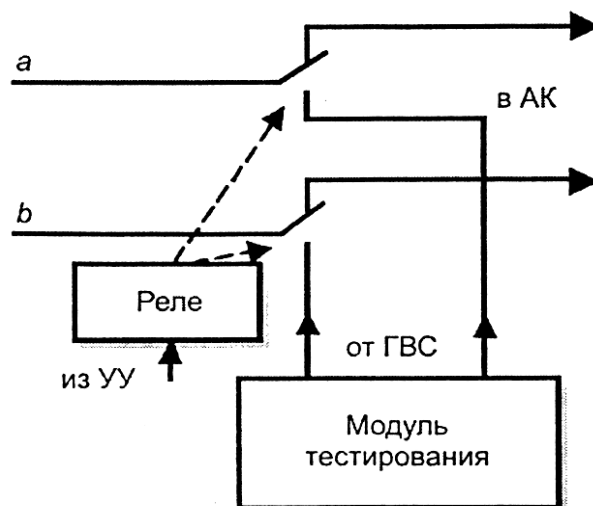 a
в АК
b
Реле
из УУ
от ГВС
Модуль
тестирования